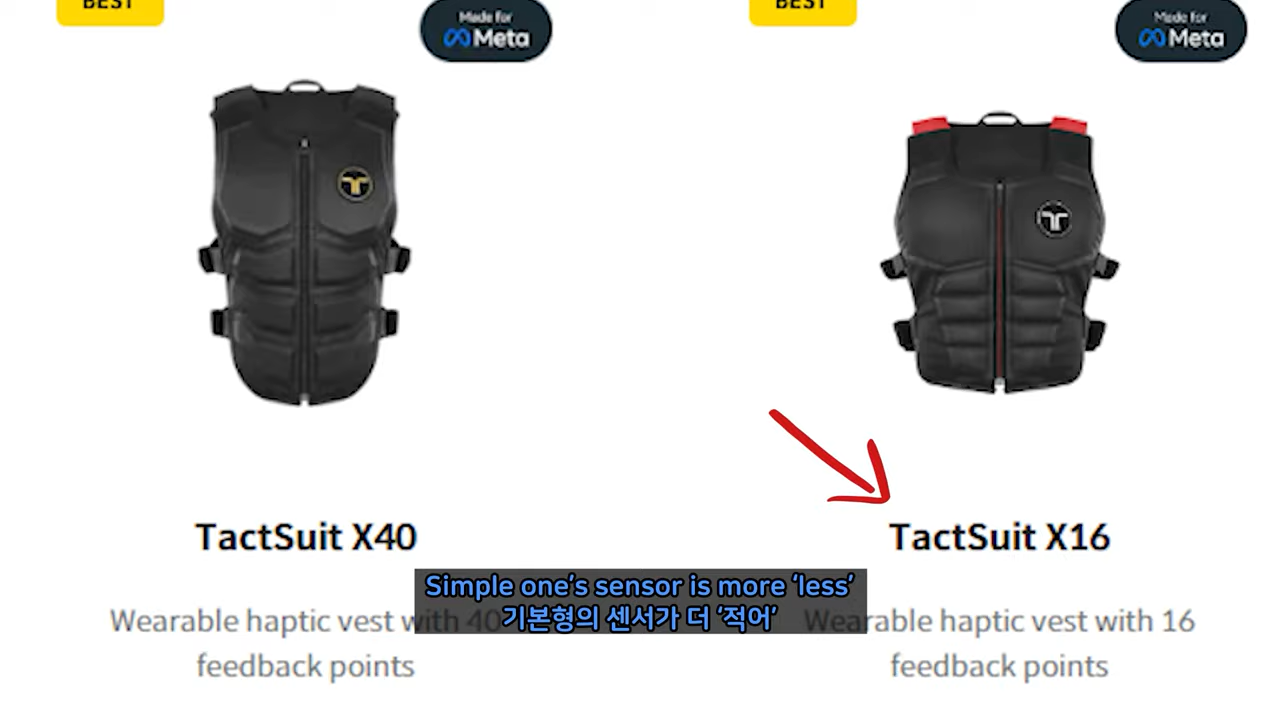 BEST
Made for
Meta
BEST
Made for
Meta
TactSuit X40
TactSuit X16
Wearable haptic vest with 40
feedback points
Wearable haptic vest with 16
feedback points
Simple one's sensor is more 'less'
기본형의 센서가 더 '적어'